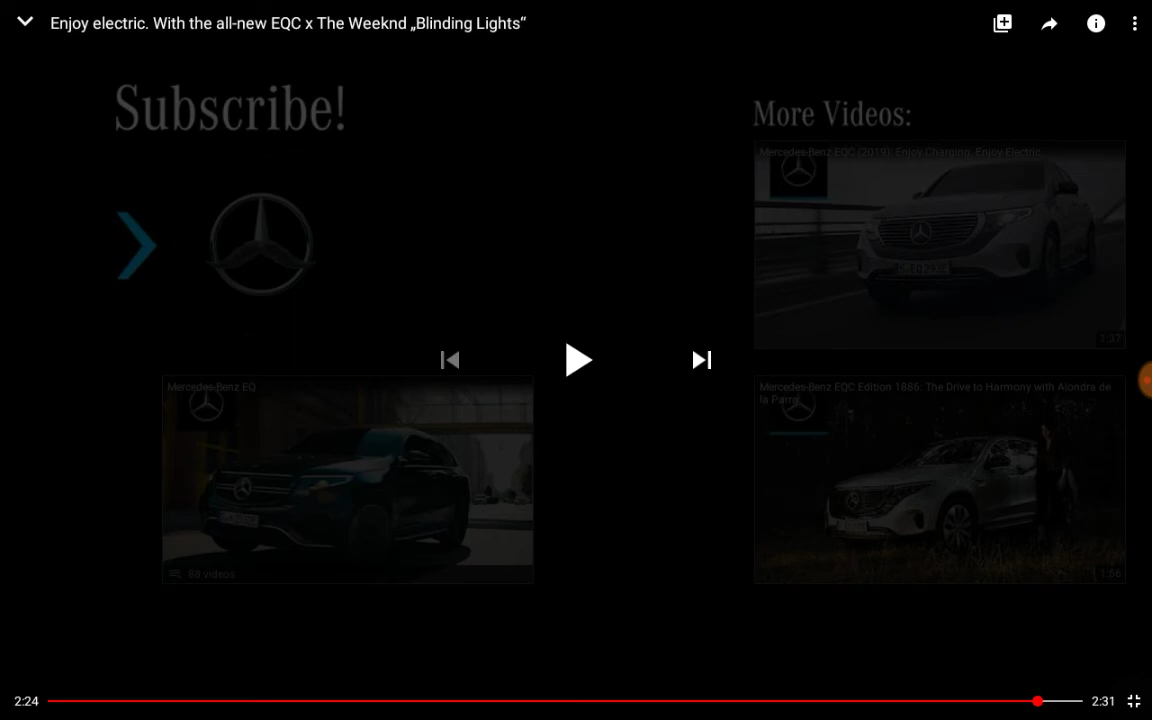 Enjoy electric. With the all-new EQC x The Weeknd „Blinding Lights“
Subscribe!
More Videos:
Mercedes-Benz EQC (2019): Enjoy Charging. Enjoy Electric.
1:37
Mercedes-Benz EQ
88 videos
Mercedes-Benz EQC Edition 1886: The Drive to Harmony with Alondra de
la Parra
1:56
2:24
2:31